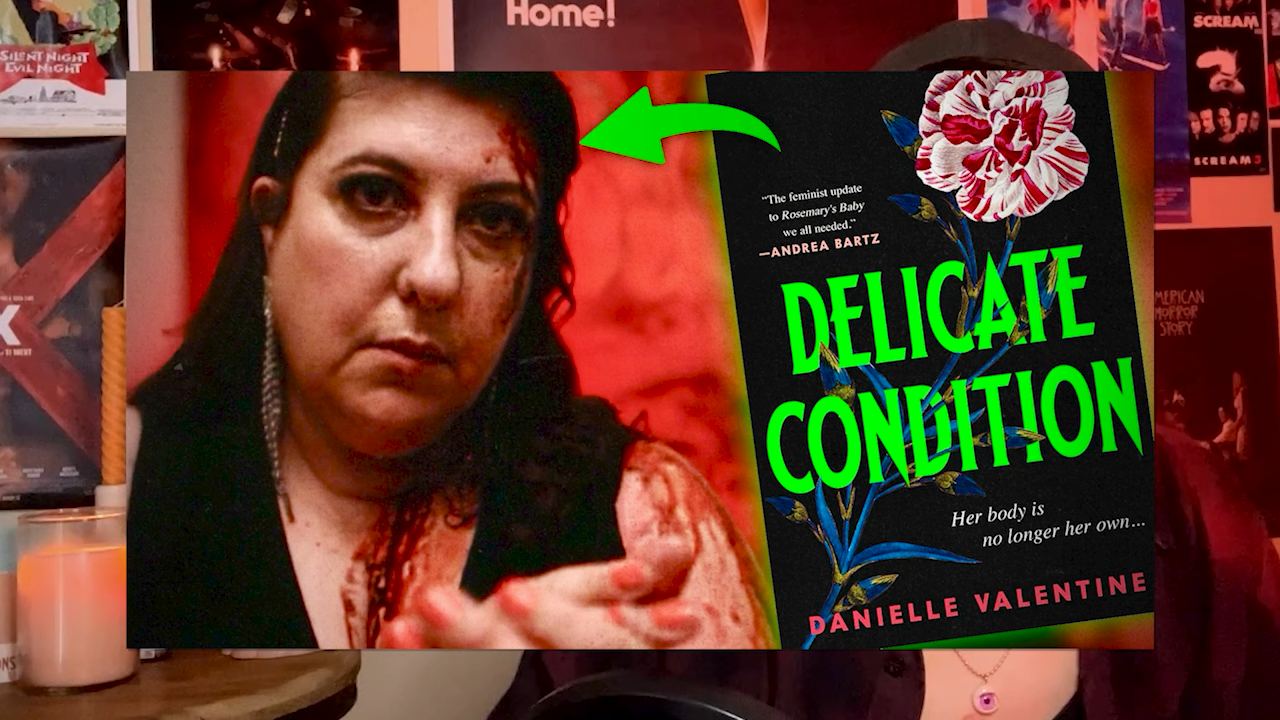 Home!
SILENT NIGHT
EVIL NIGHT
SCREAM
SCREAM 3
X
AMERICAN
HORROR
STORY
"The feminist update
to Rosemary's Baby
we all needed."
—ANDREA BARTZ
DELICATE
CONDITION
Her body is
no longer her own...
DANIELLE VALENTINE